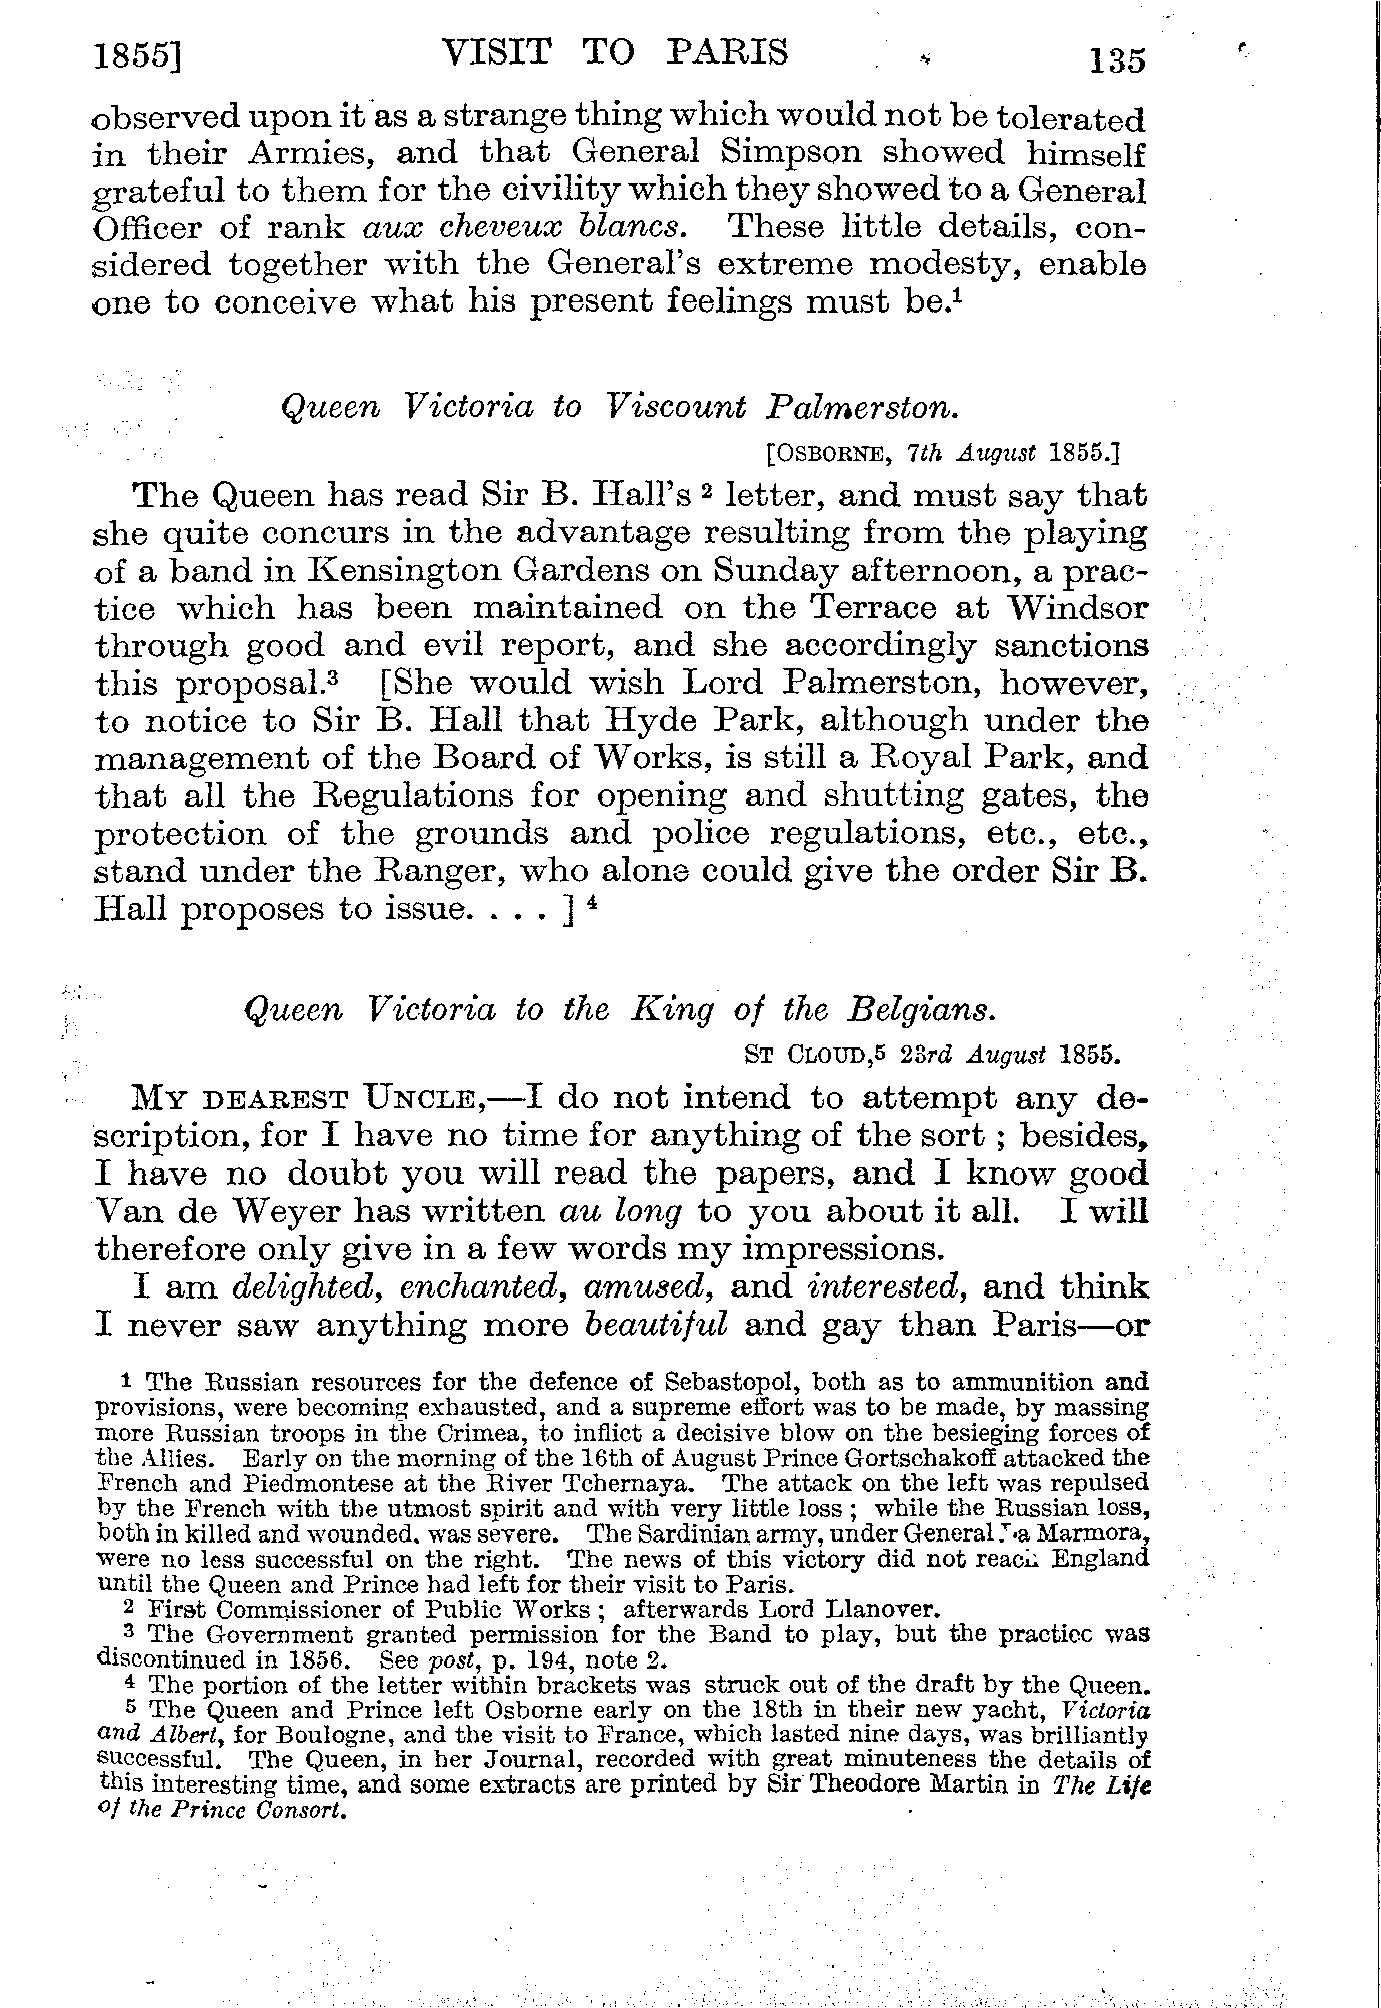 1855] VISIT TO PARIS 135
observed upon it as a strange thing which would not be tolerated
in their Armies, and that General Simpson showed himself
grateful to them for the civility which they showed to a General
Officer of rank aux cheveux blancs. These little details, con-
sidered together with the General's extreme modesty, enable
one to conceive what his present feelings must be.¹
Queen Victoria to Viscount Palmerston.
[OSBORNE, 7th August 1855.]
The Queen has read Sir B. Hall's ² letter, and must say that
she quite concurs in the advantage resulting from the playing
of a band in Kensington Gardens on Sunday afternoon, a prac-
tice which has been maintained on the Terrace at Windsor
through good and evil report, and she accordingly sanctions
this proposal.³ [She would wish Lord Palmerston, however,
to notice to Sir B. Hall that Hyde Park, although under the
management of the Board of Works, is still a Royal Park, and
that all the Regulations for opening and shutting gates, the
protection of the grounds and police regulations, etc., etc.,
stand under the Ranger, who alone could give the order Sir B.
Hall proposes to issue. . . . ] ⁴
Queen Victoria to the King of the Belgians.
ST CLOUD,⁵ 23rd August 1855.
MY DEAREST UNCLE,—I do not intend to attempt any de-
scription, for I have no time for anything of the sort ; besides,
I have no doubt you will read the papers, and I know good
Van de Weyer has written au long to you about it all. I will
therefore only give in a few words my impressions.
I am delighted, enchanted, amused, and interested, and think
I never saw anything more beautiful and gay than Paris—or
1 The Russian resources for the defence of Sebastopol, both as to ammunition and
provisions, were becoming exhausted, and a supreme effort was to be made, by massing
more Russian troops in the Crimea, to inflict a decisive blow on the besieging forces of
the Allies. Early on the morning of the 16th of August Prince Gortschakoff attacked the
French and Piedmontese at the River Tchernaya. The attack on the left was repulsed
by the French with the utmost spirit and with very little loss ; while the Russian loss,
both in killed and wounded, was severe. The Sardinian army, under General La Marmora,
were no less successful on the right. The news of this victory did not reach England
until the Queen and Prince had left for their visit to Paris.
2 First Commissioner of Public Works ; afterwards Lord Llanover.
3 The Government granted permission for the Band to play, but the practice was
discontinued in 1856. See post, p. 194, note 2.
4 The portion of the letter within brackets was struck out of the draft by the Queen.
5 The Queen and Prince left Osborne early on the 18th in their new yacht, Victoria
and Albert, for Boulogne, and the visit to France, which lasted nine days, was brilliantly
successful. The Queen, in her Journal, recorded with great minuteness the details of
this interesting time, and some extracts are printed by Sir Theodore Martin in The Life
of the Prince Consort.